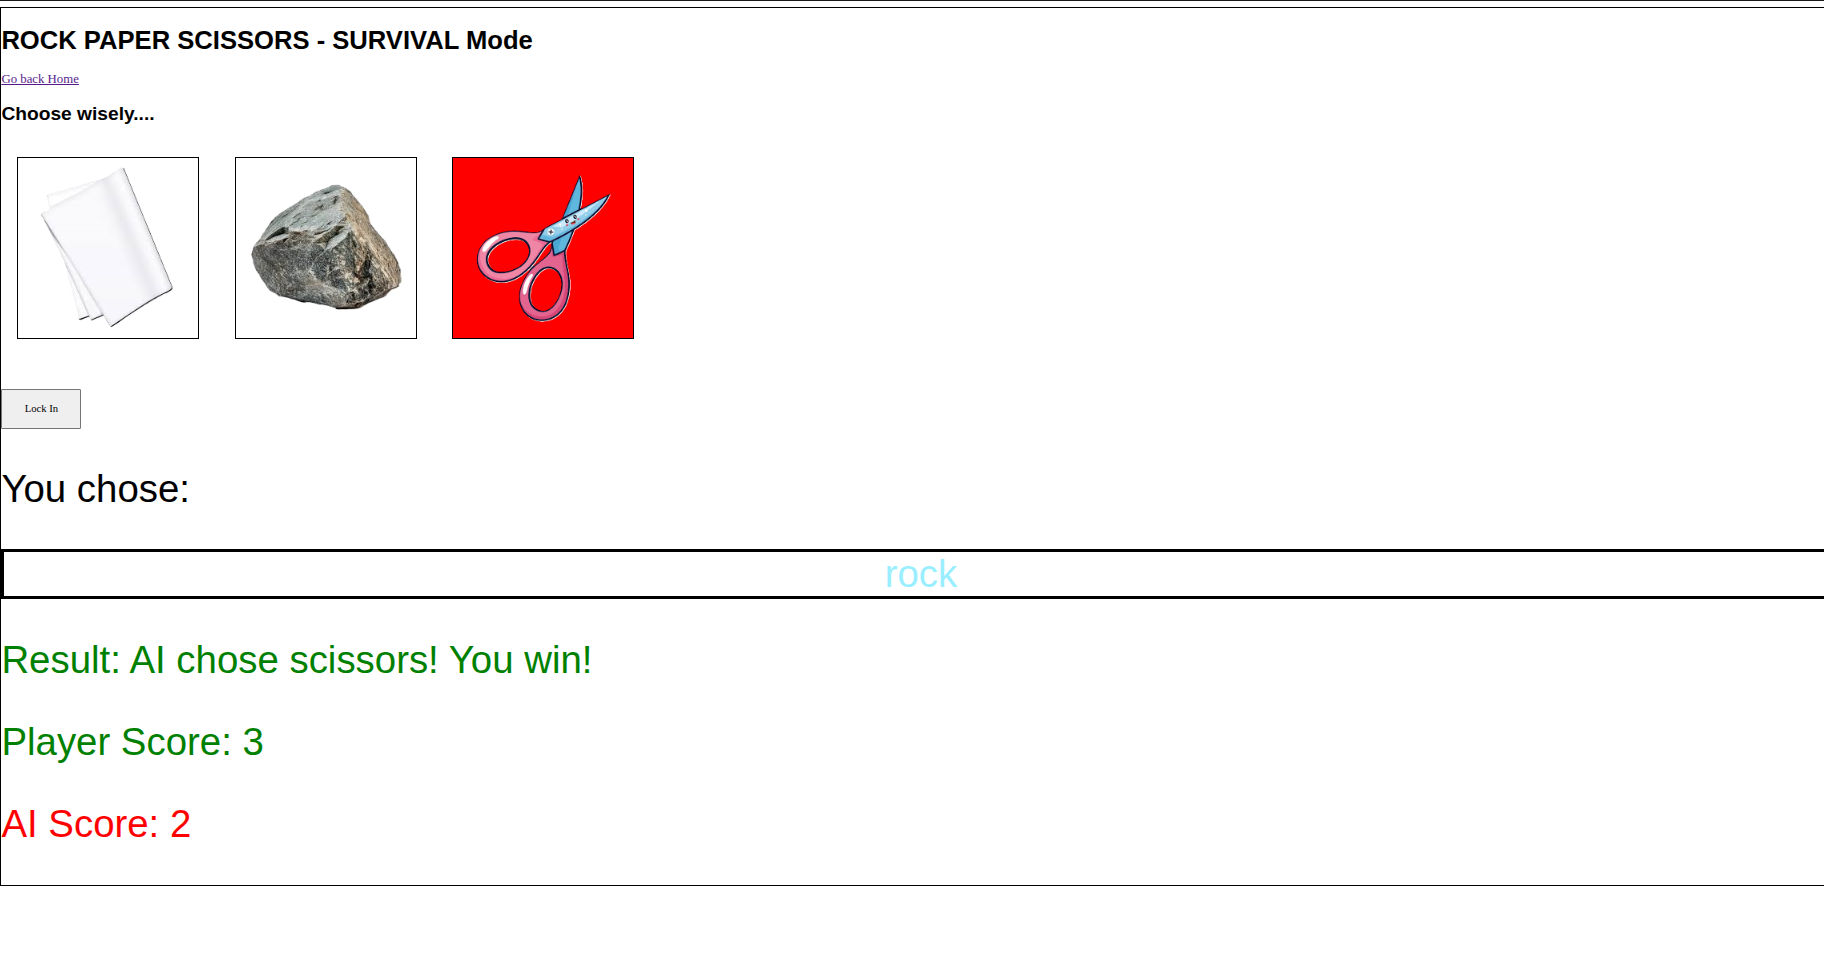 ROCK PAPER SCISSORS - SURVIVAL Mode
Go back Home
Choose wisely....
Lock In
You chose:
rock
Result: AI chose scissors! You win!
Player Score: 3
AI Score: 2